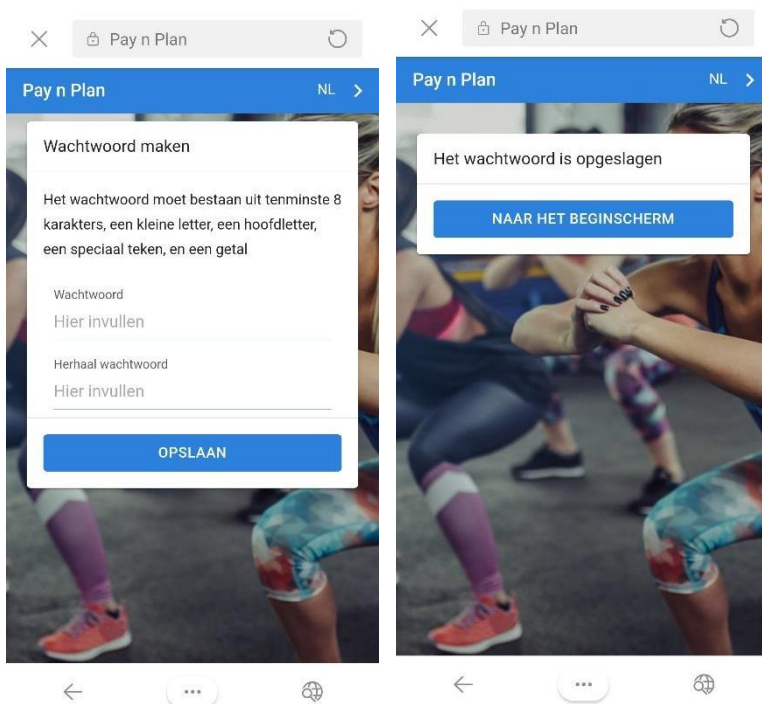 Pay n Plan
Pay n Plan
NL
Wachtwoord maken
Het wachtwoord moet bestaan uit tenminste 8
karakters, een kleine letter, een hoofdletter,
een speciaal teken, en een getal
Wachtwoord
Hier invullen
Herhaal wachtwoord
Hier invullen
OPSLAAN
Pay n Plan
Pay n Plan
NL
Het wachtwoord is opgeslagen
NAAR HET BEGINSCHERM